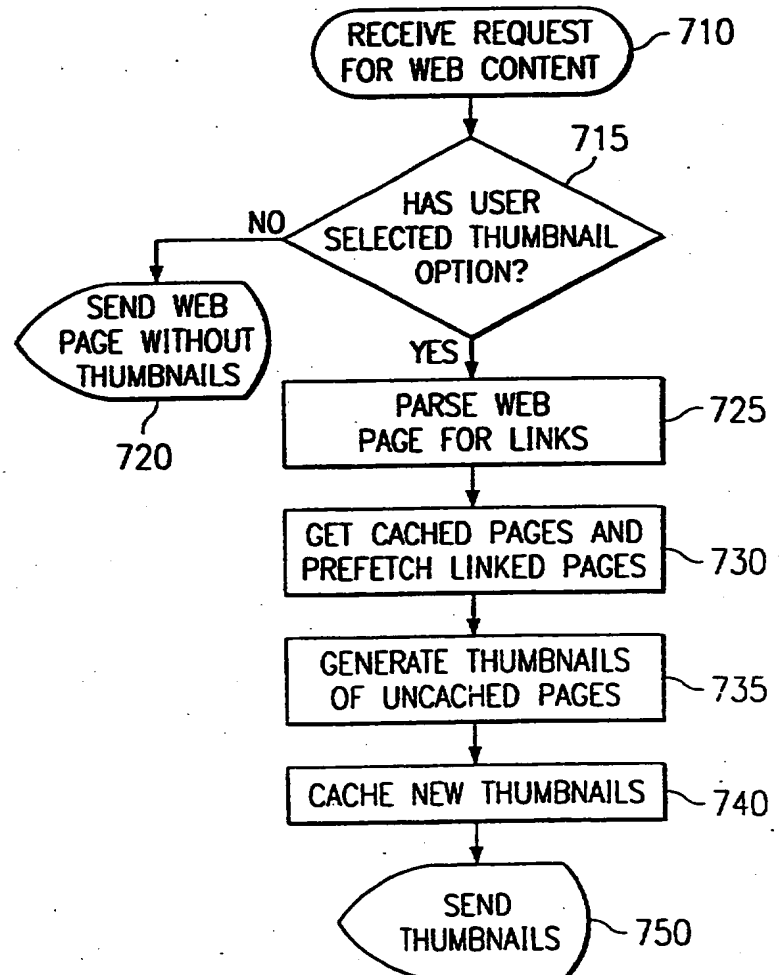 RECEIVE REQUEST
FOR WEB CONTENT
710
715
HAS USER
SELECTED THUMBNAIL
OPTION?
NO
SEND WEB
PAGE WITHOUT
THUMBNAILS
720
YES
PARSE WEB
PAGE FOR LINKS
725
GET CACHED PAGES AND
PREFETCH LINKED PAGES
730
GENERATE THUMBNAILS
OF UNCACHED PAGES
735
CACHE NEW THUMBNAILS
740
SEND
THUMBNAILS
750